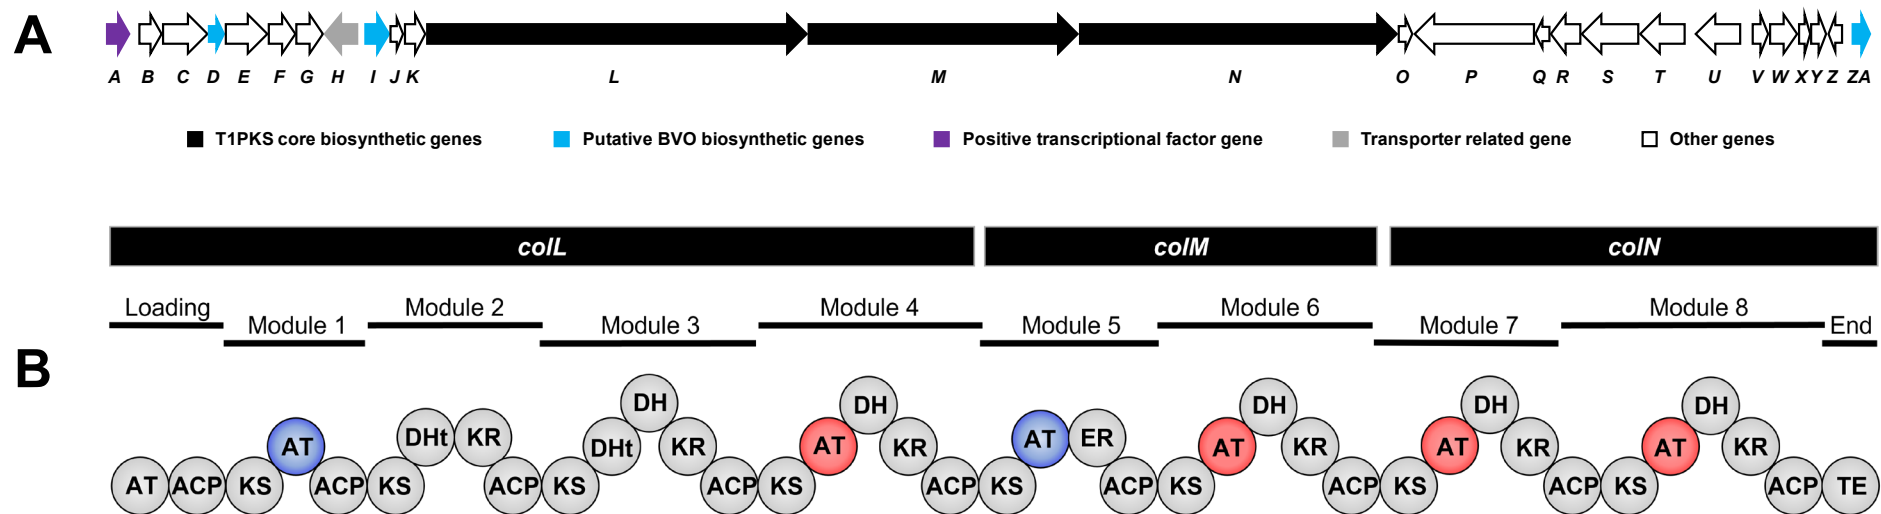 A
A B C D E F G H I J K L M N O P Q R S T U V W X Y Z ZA
T1PKS core biosynthetic genes Putative BVO biosynthetic genes Positive transcriptional factor gene Transporter related gene Other genes
colL colM colN
Loading Module 1 Module 2 Module 3 Module 4 Module 5 Module 6 Module 7 Module 8 End
B
AT ACP KS AT ACP KS DHt KR ACP KS DHt DH KR ACP KS AT DH KR ACP KS AT ER ACP KS AT DH KR ACP KS AT DH KR ACP KS AT DH KR ACP TE